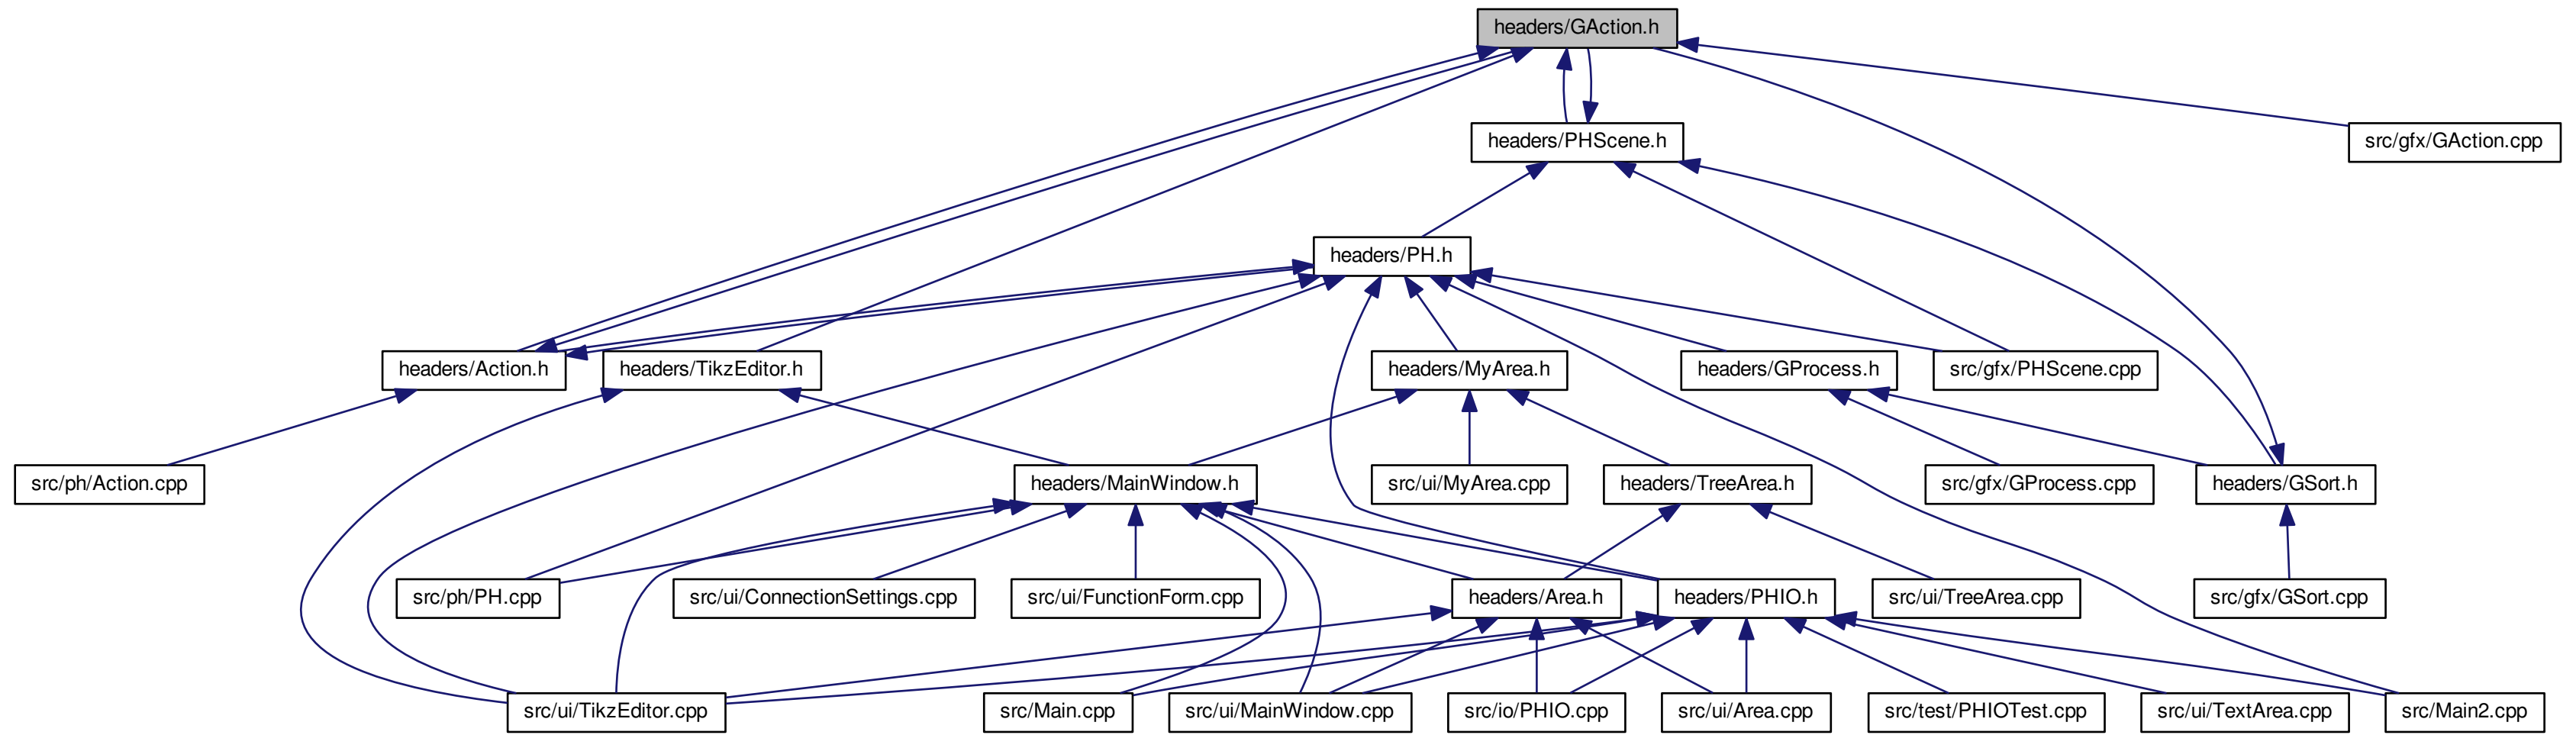 headers/GAction.h
headers/PHScene.h
src/gfx/GAction.cpp
headers/PH.h
headers/Action.h
headers/TikzEditor.h
headers/MyArea.h
headers/GProcess.h
src/gfx/PHScene.cpp
src/ph/Action.cpp
headers/MainWindow.h
src/ui/MyArea.cpp
headers/TreeArea.h
src/gfx/GProcess.cpp
headers/GSort.h
src/ph/PH.cpp
src/ui/ConnectionSettings.cpp
src/ui/FunctionForm.cpp
headers/Area.h
headers/PHIO.h
src/ui/TreeArea.cpp
src/gfx/GSort.cpp
src/ui/TikzEditor.cpp
src/Main.cpp
src/ui/MainWindow.cpp
src/io/PHIO.cpp
src/ui/Area.cpp
src/test/PHIOTest.cpp
src/ui/TextArea.cpp
src/Main2.cpp